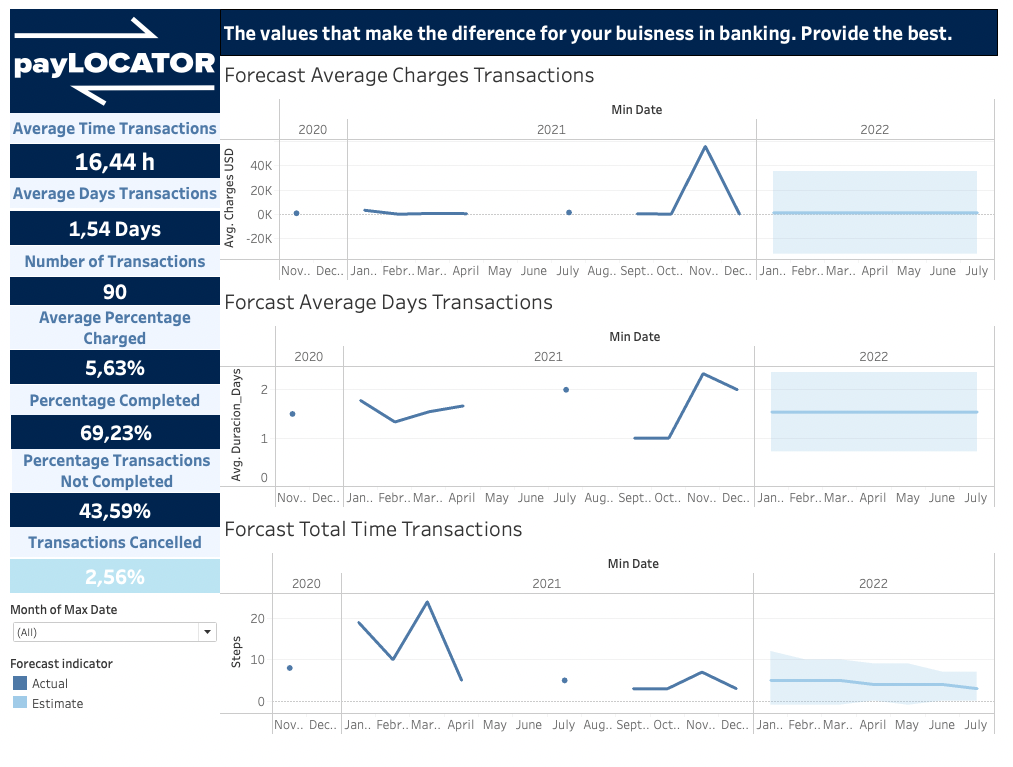 payLOCATOR
The values that make the diference for your buisness in banking. Provide the best.
Average Time Transactions
16,44 h
Average Days Transactions
1,54 Days
Number of Transactions
90
Average Percentage
Charged
5,63%
Percentage Completed
69,23%
Percentage Transactions
Not Completed
43,59%
Transactions Cancelled
2,56%
Month of Max Date
(All)
Forecast indicator
Actual
Estimate
Forecast Average Charges Transactions
Min Date
2020 2021 2022
Avg. Charges USD
40K
20K
0K
-20K
Nov.. Dec.. Jan.. Febr.. Mar.. April May June July Aug.. Sept.. Oct.. Nov.. Dec.. Jan.. Febr.. Mar.. April May June July
Forcast Average Days Transactions
Min Date
2020 2021 2022
Avg. Duracion_Days
2
1
0
Nov.. Dec.. Jan.. Febr.. Mar.. April May June July Aug.. Sept.. Oct.. Nov.. Dec.. Jan.. Febr.. Mar.. April May June July
Forcast Total Time Transactions
Min Date
2020 2021 2022
Steps
20
10
0
Nov.. Dec.. Jan.. Febr.. Mar.. April May June July Aug.. Sept.. Oct.. Nov.. Dec.. Jan.. Febr.. Mar.. April May June July